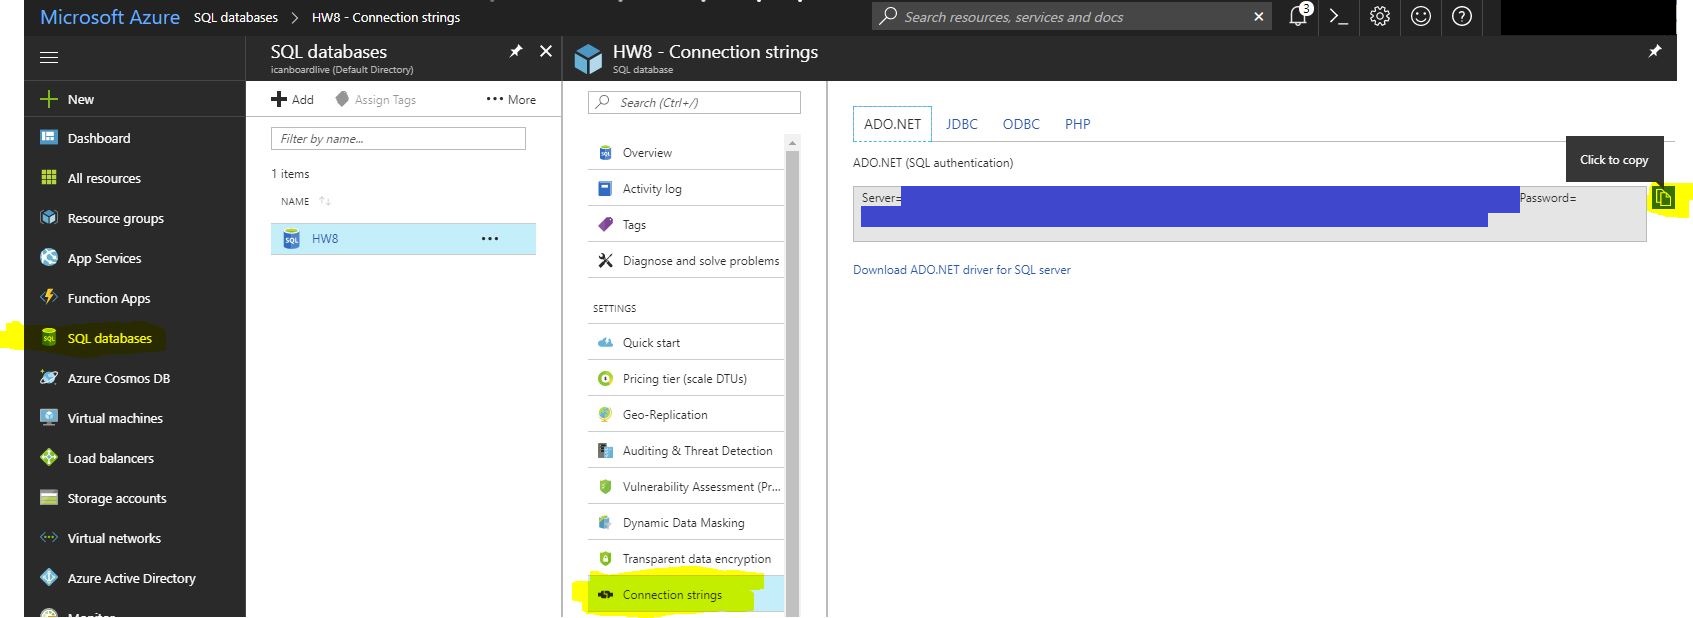 Microsoft Azure SQL databases > HW8 - Connection strings
Search resources, services and docs
3
SQL databases
icanboardlive (Default Directory)
HW8 - Connection strings
SQL database
New
Dashboard
All resources
Resource groups
App Services
Function Apps
SQL databases
Azure Cosmos DB
Virtual machines
Load balancers
Storage accounts
Virtual networks
Azure Active Directory
Add Assign Tags More
Filter by name...
1 items
NAME
HW8
Search (Ctrl+/)
Overview
Activity log
Tags
Diagnose and solve problems
SETTINGS
Quick start
Pricing tier (scale DTUs)
Geo-Replication
Auditing & Threat Detection
Vulnerability Assessment (Pr...
Dynamic Data Masking
Transparent data encryption
Connection strings
ADO.NET JDBC ODBC PHP
ADO.NET (SQL authentication)
Click to copy
Server= Password=
Download ADO.NET driver for SQL server